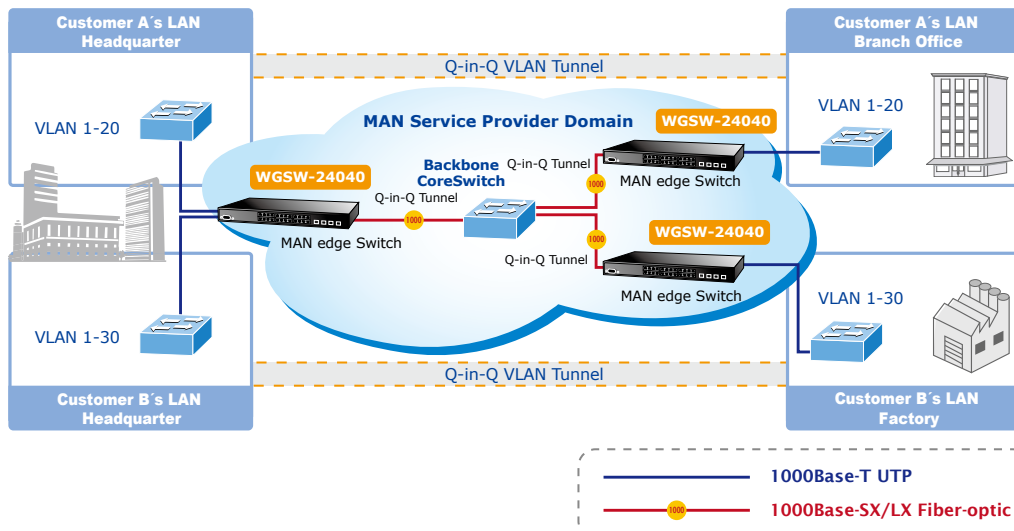 Customer A´s LAN
Headquarter
Customer A´s LAN
Branch Office
Q-in-Q VLAN Tunnel
VLAN 1-20
VLAN 1-20
MAN Service Provider Domain
WGSW-24040
Q-in-Q Tunnel
1000
MAN edge Switch
Backbone
CoreSwitch
WGSW-24040
Q-in-Q Tunnel
1000
MAN edge Switch
WGSW-24040
1000
Q-in-Q Tunnel
MAN edge Switch
VLAN 1-30
VLAN 1-30
Q-in-Q VLAN Tunnel
Customer B´s LAN
Headquarter
Customer B´s LAN
Factory
1000Base-T UTP
1000
1000Base-SX/LX Fiber-optic